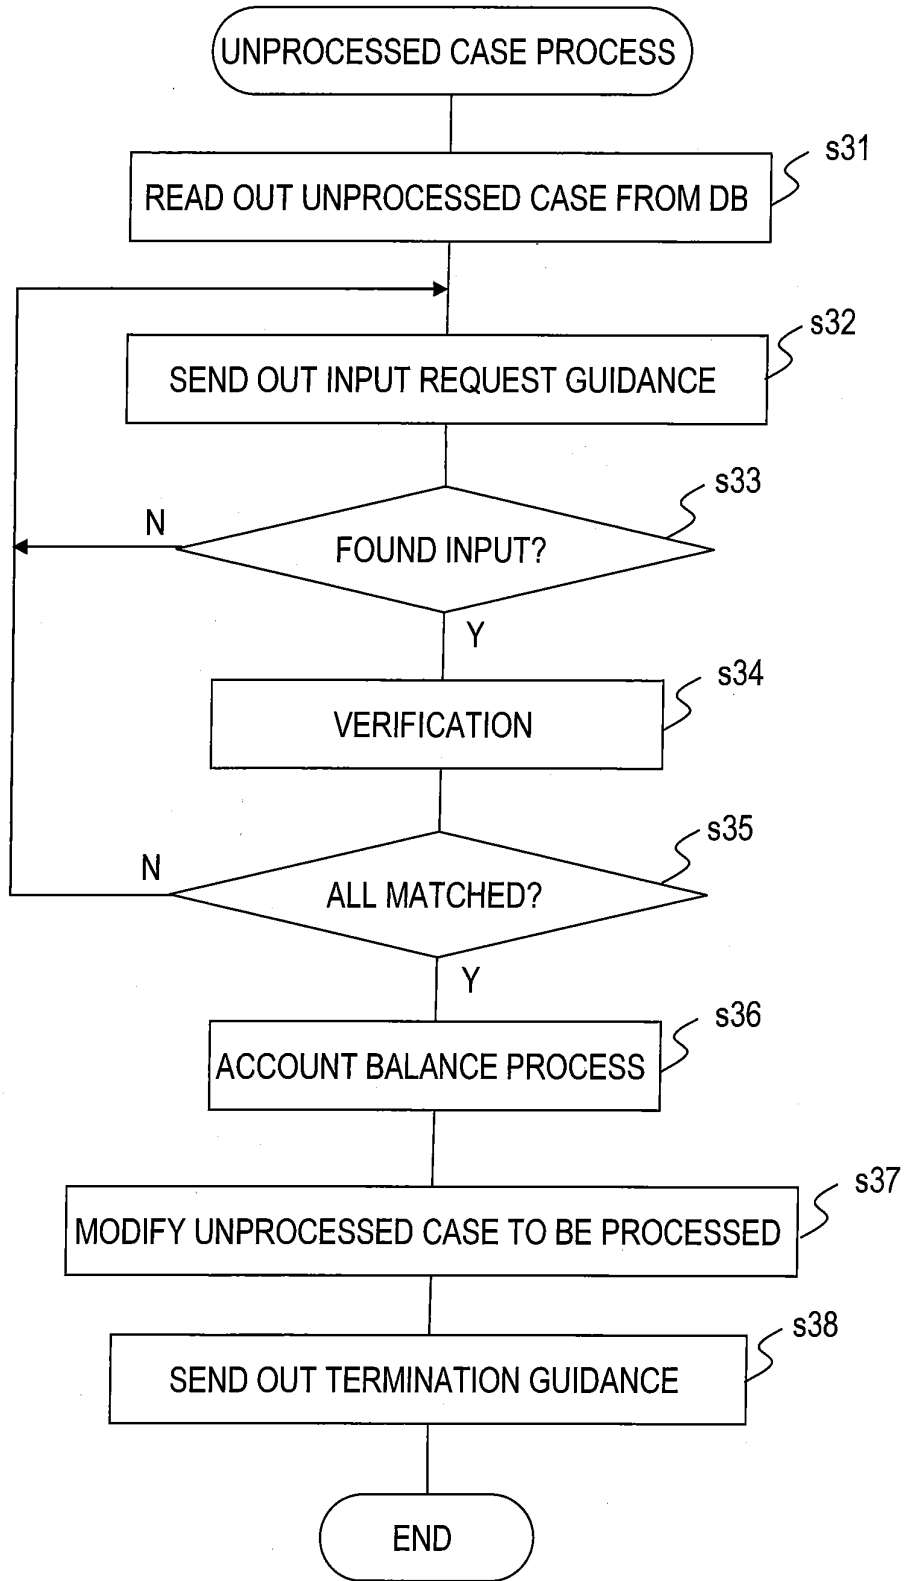 UNPROCESSED CASE PROCESS
s31
READ OUT UNPROCESSED CASE FROM DB
s32
SEND OUT INPUT REQUEST GUIDANCE
s33
N
FOUND INPUT?
Y
s34
VERIFICATION
s35
N
ALL MATCHED?
Y
s36
ACCOUNT BALANCE PROCESS
s37
MODIFY UNPROCESSED CASE TO BE PROCESSED
s38
SEND OUT TERMINATION GUIDANCE
END